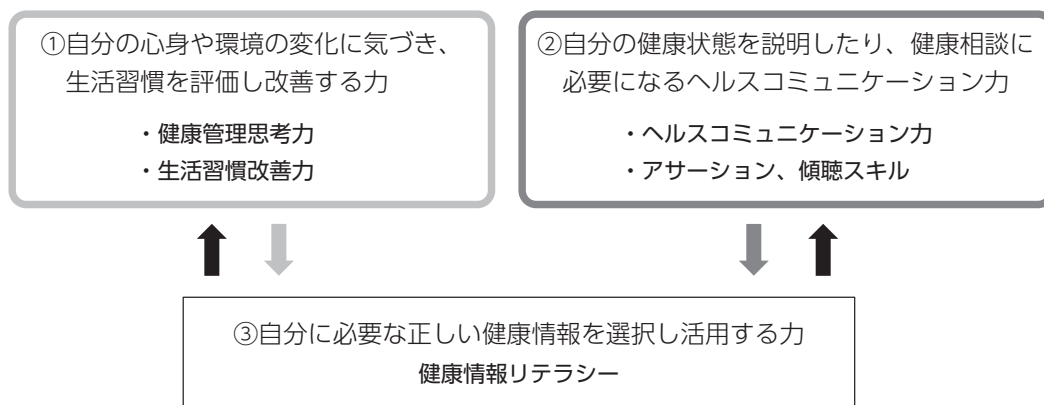 ①自分の心身や環境の変化に気づき、
生活習慣を評価し改善する力
・健康管理思考力
・生活習慣改善力
②自分の健康状態を説明したり、健康相談に
必要になるヘルスコミュニケーション力
・ヘルスコミュニケーション力
・アサーション、傾聴スキル
③自分に必要な正しい健康情報を選択し活用する力
健康情報リテラシー